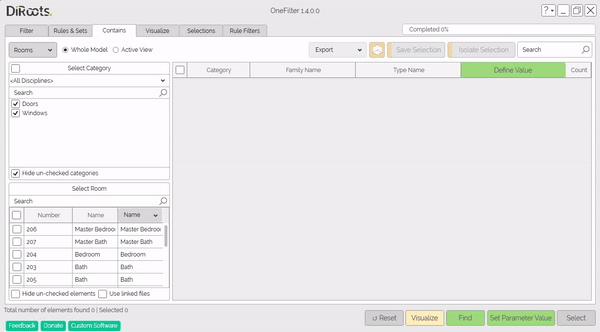 DiRoots.
OneFilter 1.4.0.0
?
Filter Rules & Sets Contains Visualize Selections Rule Filters
Completed 0%
Rooms Whole Model Active View
Export Save Selection Isolate Selection Search
Select Category
<All Disciplines>
Search
Doors
Windows
Hide un-checked categories
Category Family Name Type Name Define Value Count
Select Room
Search
Number Name Name
206 Master Bedroo Master Bedroo
207 Master Bath Master Bath
204 Bedroom Bedroom
203 Bath Bath
205 Bath Bath
Hide un-checked elements Use linked files
Total number of elements found 0 | Selected 0
Feedback Donate Custom Software
Reset Visualize Find Set Parameter Value Select